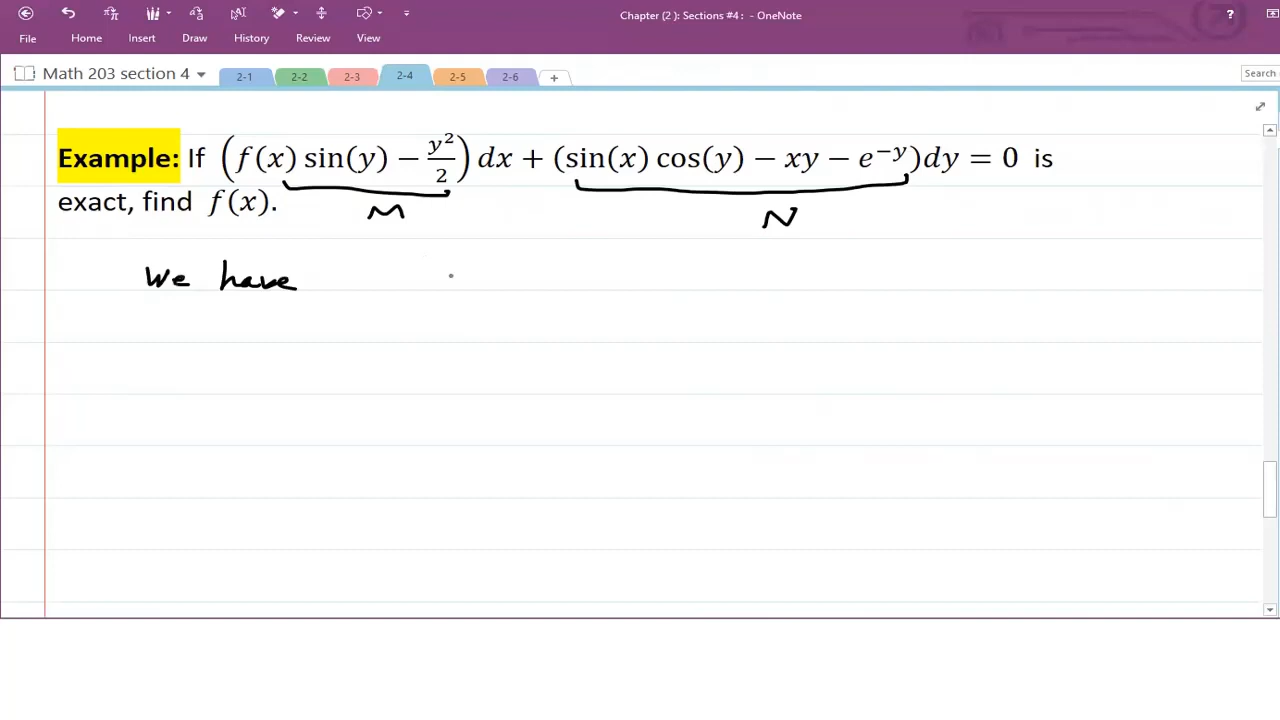 Chapter (2 ): Sections #4: - OneNote
?
File Home Insert Draw History Review View
Math 203 section 4 2-1 2-2 2-3 2-4 2-5 2-6 + Search
Example: If (f(x) sin(y) − y²/2) dx + (sin(x) cos(y) − xy − e⁻ʸ)dy = 0 is
exact, find f(x).
M N
We have